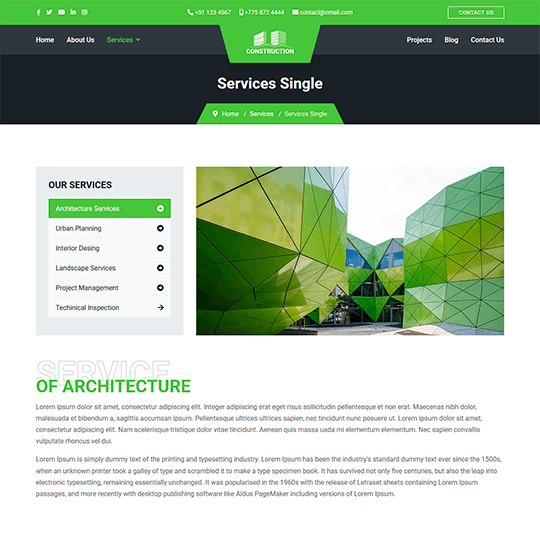 +51 123 4567 +775 872 4444 contact@email.com CONTACT US
Home About Us Services Projects Blog Contact Us
CONSTRUCTION
Services Single
Home / Services / Services Single
OUR SERVICES
Architecture Services
Urban Planning
Interior Desing
Landscape Services
Project Management
Techinical Inspection
SERVICE
OF ARCHITECTURE
Lorem ipsum dolor sit amet, consectetur adipiscing elit. Integer adipiscing erat eget risus sollicitudin pellentesque et non erat. Maecenas nibh dolor,
malesuada et bibendum a, sagittis accumsan ipsum. Pellentesque ultrices ultrices sapien, nec tincidunt nunc posuere ut. Lorem ipsum dolor sit amet,
consectetur adipiscing elit. If scelerisque tristique dolor vitae tincidunt. Aenean quis massa uada mi elementum elementum. Nec sapien convallis
vulputate rhoncus vel dui.
Lorem Ipsum is simply dummy text of the printing and typesetting industry. Lorem Ipsum has been the industry's standard dummy text ever since the 1500s,
when an unknown printer took a galley of type and scrambled it to make a type specimen book. It has survived not only five centuries, but also the leap into
electronic typesetting, remaining essentially unchanged. It was popularised in the 1960s with the release of Letraset sheets containing Lorem Ipsum
passages, and more recently with desktop publishing software like Aldus PageMaker including versions of Lorem Ipsum.